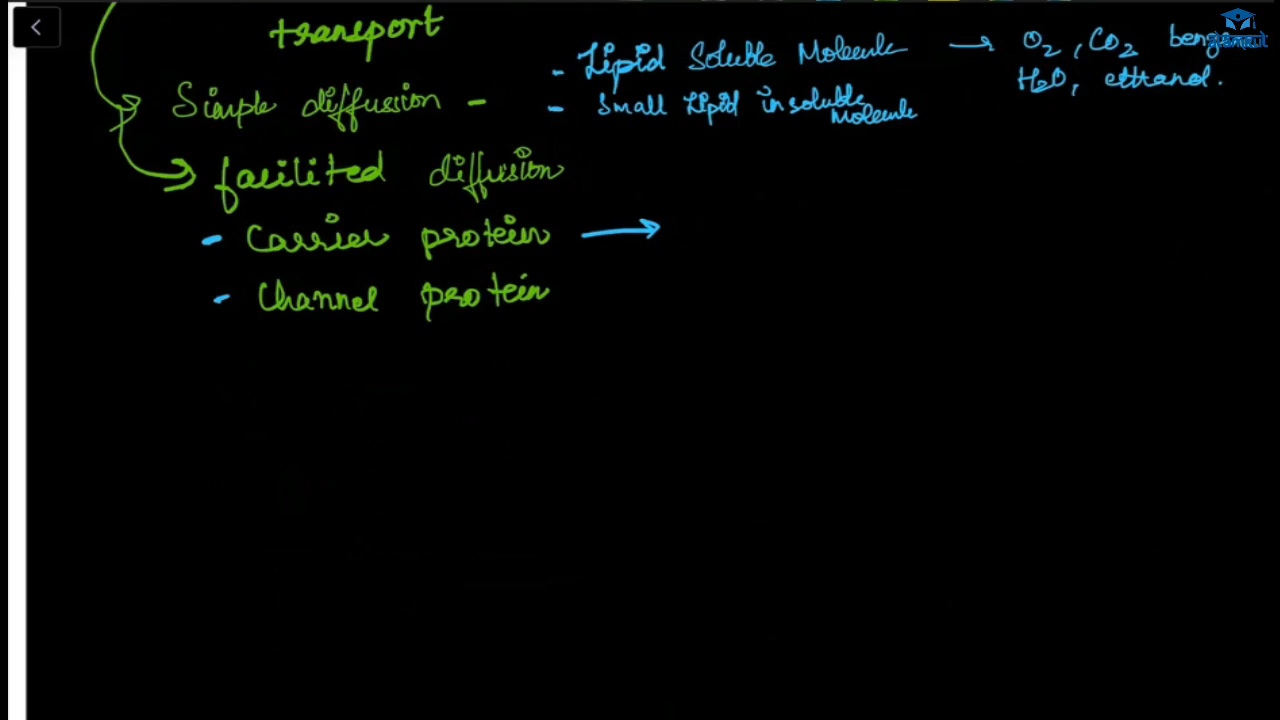 transport
- Lipid Soluble Molecule → O2, CO2
H2O, ethanol.
Simple diffussion - - Small Lipid insoluble Molecule
facilited diffusion
- Carrier protein →
- Channel protein